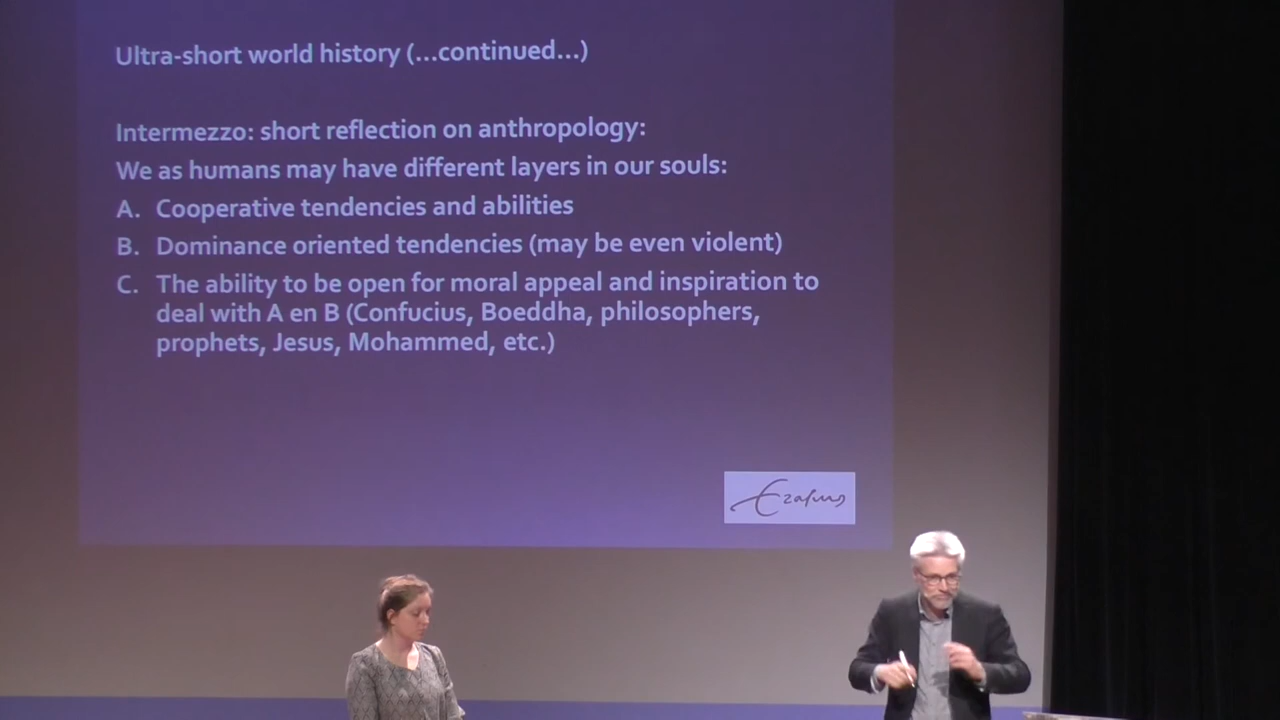 Ultra-short world history (...continued...)
Intermezzo: short reflection on anthropology:
We as humans may have different layers in our souls:
A. Cooperative tendencies and abilities
B. Dominance oriented tendencies (may be even violent)
C. The ability to be open for moral appeal and inspiration to
deal with A en B (Confucius, Boeddha, philosophers,
prophets, Jesus, Mohammed, etc.)
Erasmus